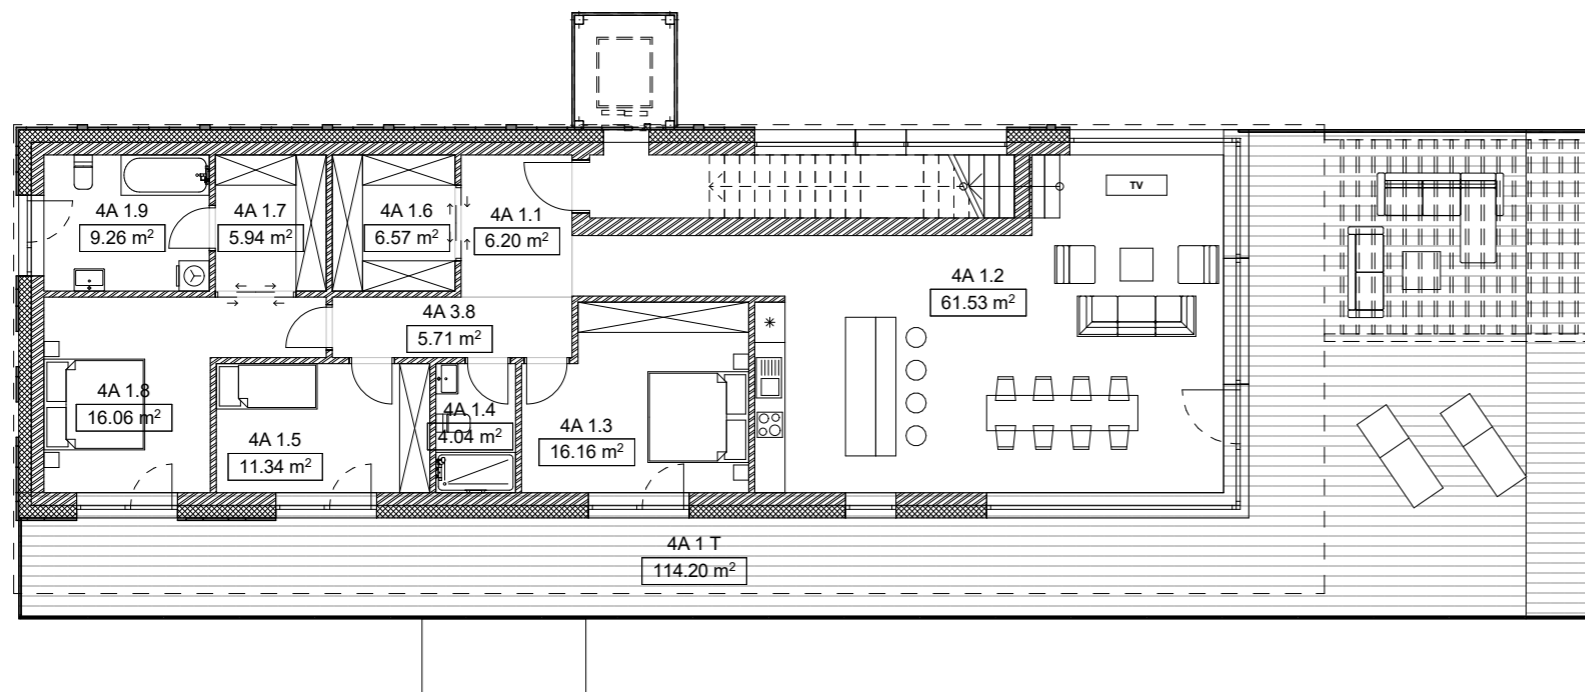 TV
4A 1.9
9.26 m²
4A 1.7
5.94 m²
4A 1.6
6.57 m²
4A 1.1
6.20 m²
4A 1.2
61.53 m²
4A 3.8
5.71 m²
4A 1.8
16.06 m²
4A 1.5
11.34 m²
4A 1.4
4.04 m²
4A 1.3
16.16 m²
4A 1 T
114.20 m²